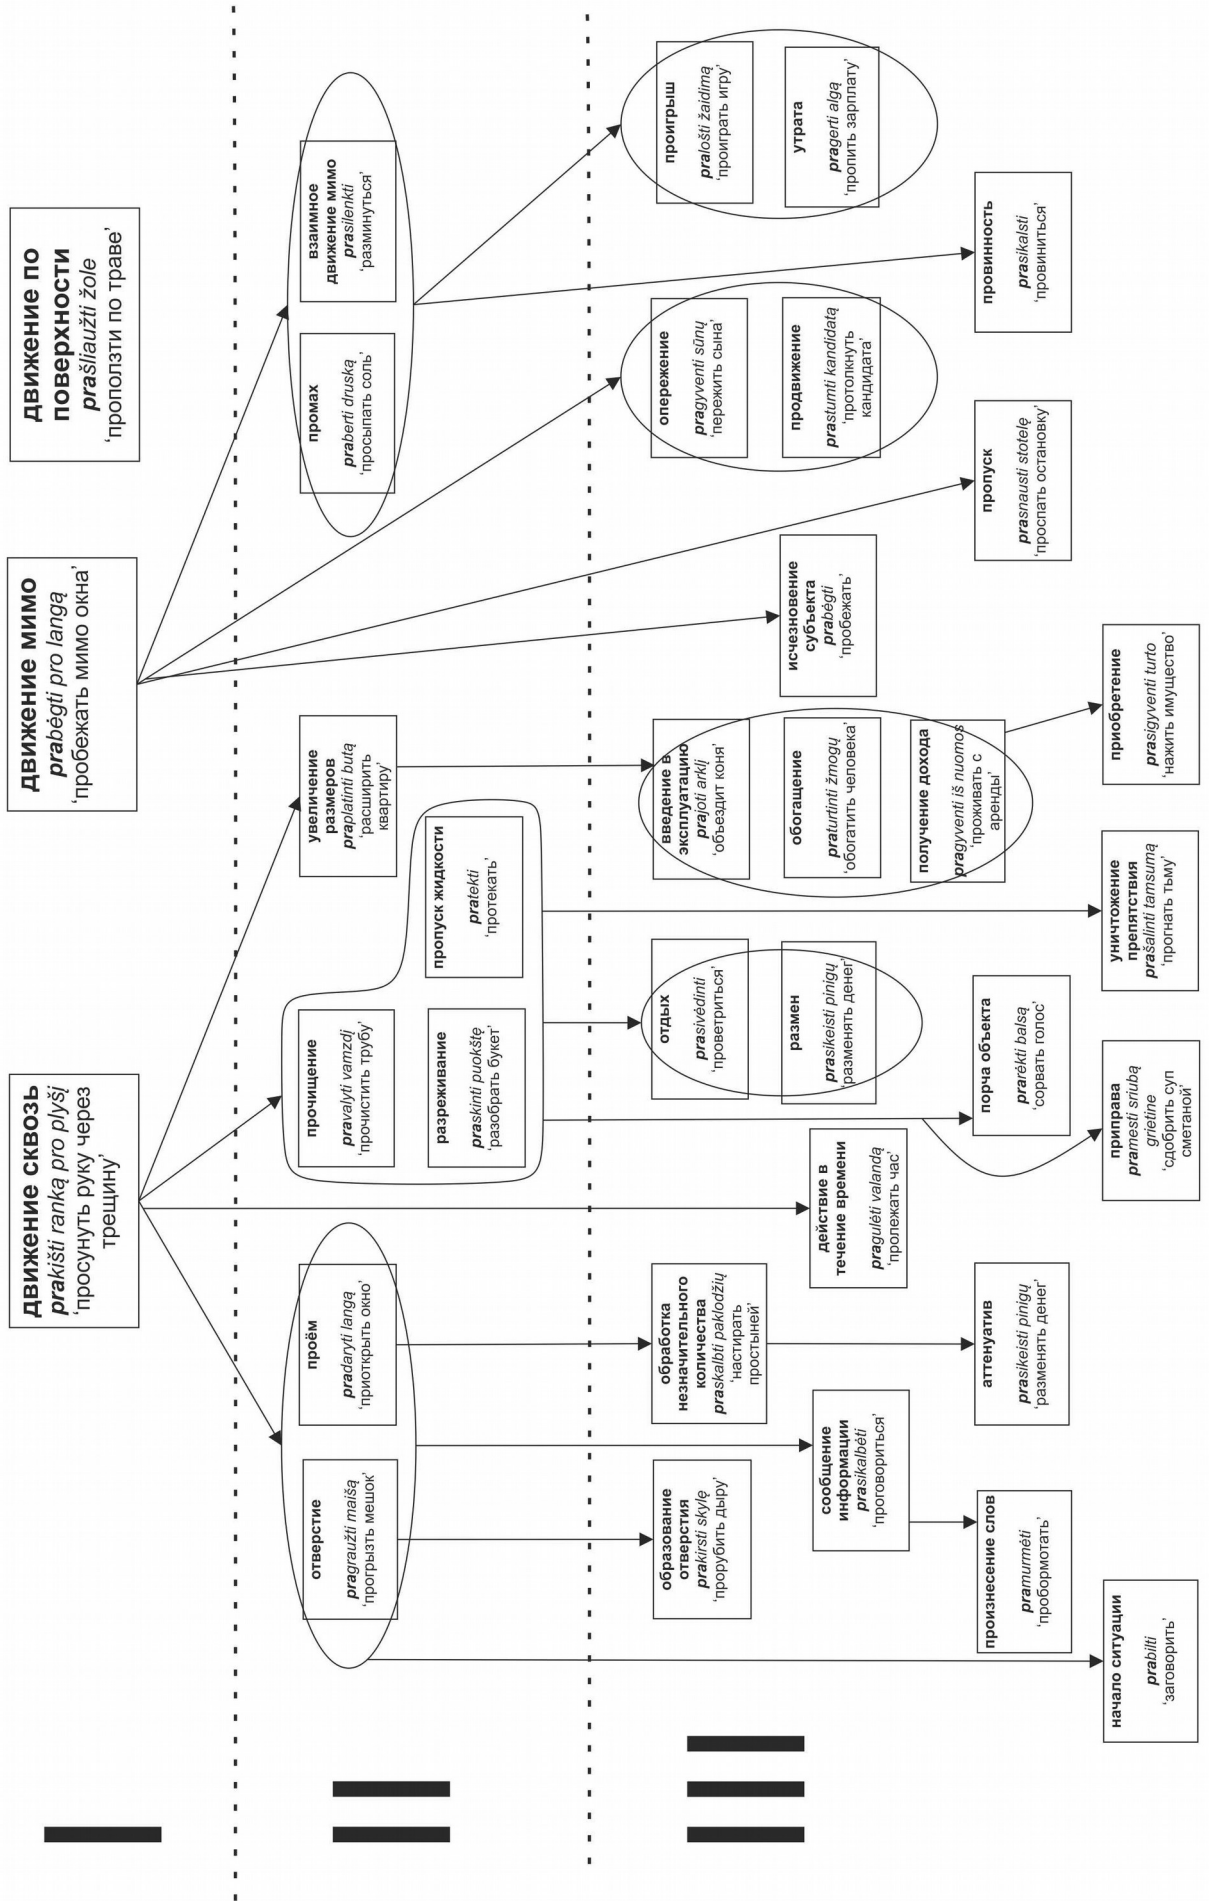 I
движение сквозь
prakišti ranką pro plyšį
‘просунуть руку через
трещину’
движение мимо
prabėgti pro langą
‘пробежать мимо окна’
движение по
поверхности
prašliaužti žole
‘проползти по траве’
II
отверстие
pragraužti maišą
‘прогрызть мешок’
проём
pradaryti langą
‘приоткрыть окно’
прочищение
pravalyti vamzdį
‘прочистить трубу’
разреживание
praskinti puokštę
‘разобрать букет’
пропуск жидкости
pratekti
‘протекать’
увеличение
размеров
praplatinti butą
‘расширить
квартиру’
промах
praberti druską
‘просыпать соль’
взаимное
движение мимо
prasilenkti
‘разминуться’
III
образование
отверстия
prakirsti skylę
‘прорубить дыру’
обработка
незначительного
количества
praskalbti paklodžių
‘настирать
простыней’
отдых
prasivėdinti
‘проветриться’
размен
prasikeisti pinigų
‘разменять денег’
введение в
эксплуатацию
prajoti arklį
‘объездит коня’
обогащение
praturtinti žmogų
‘обогатить человека’
получение дохода
pragyventi iš nuomos
‘проживать с
аренды’
исчезновение
субъекта
prabėgti
‘пробежать’
опережение
pragyventi sūnų
‘пережить сына’
продвижение
prastumti kandidatą
‘протолкнуть
кандидата’
проигрыш
pralošti žaidimą
‘проиграть игру’
утрата
pragerti algą
‘пропить зарплату’
сообщение
информации
prasikalbėti
‘проговориться’
действие в
течение времени
pragulėti valandą
‘пролежать час’
произнесение слов
pramurmėti
‘пробормотать’
аттенуатив
prasikeisti pinigų
‘разменять денег’
порча объекта
prarėkti balsą
‘сорвать голос’
пропуск
prasnausti stotelę
‘проспать остановку’
провинность
prasikalsti
‘провиниться’
начало ситуации
prabilti
‘заговорить’
приправа
pramesti sriubą
grietine
‘сдобрить суп
сметаной’
уничтожение
препятствия
prašalinti tamsumą
‘прогнать тьму’
приобретение
prasigyventi turto
‘нажить имущество’